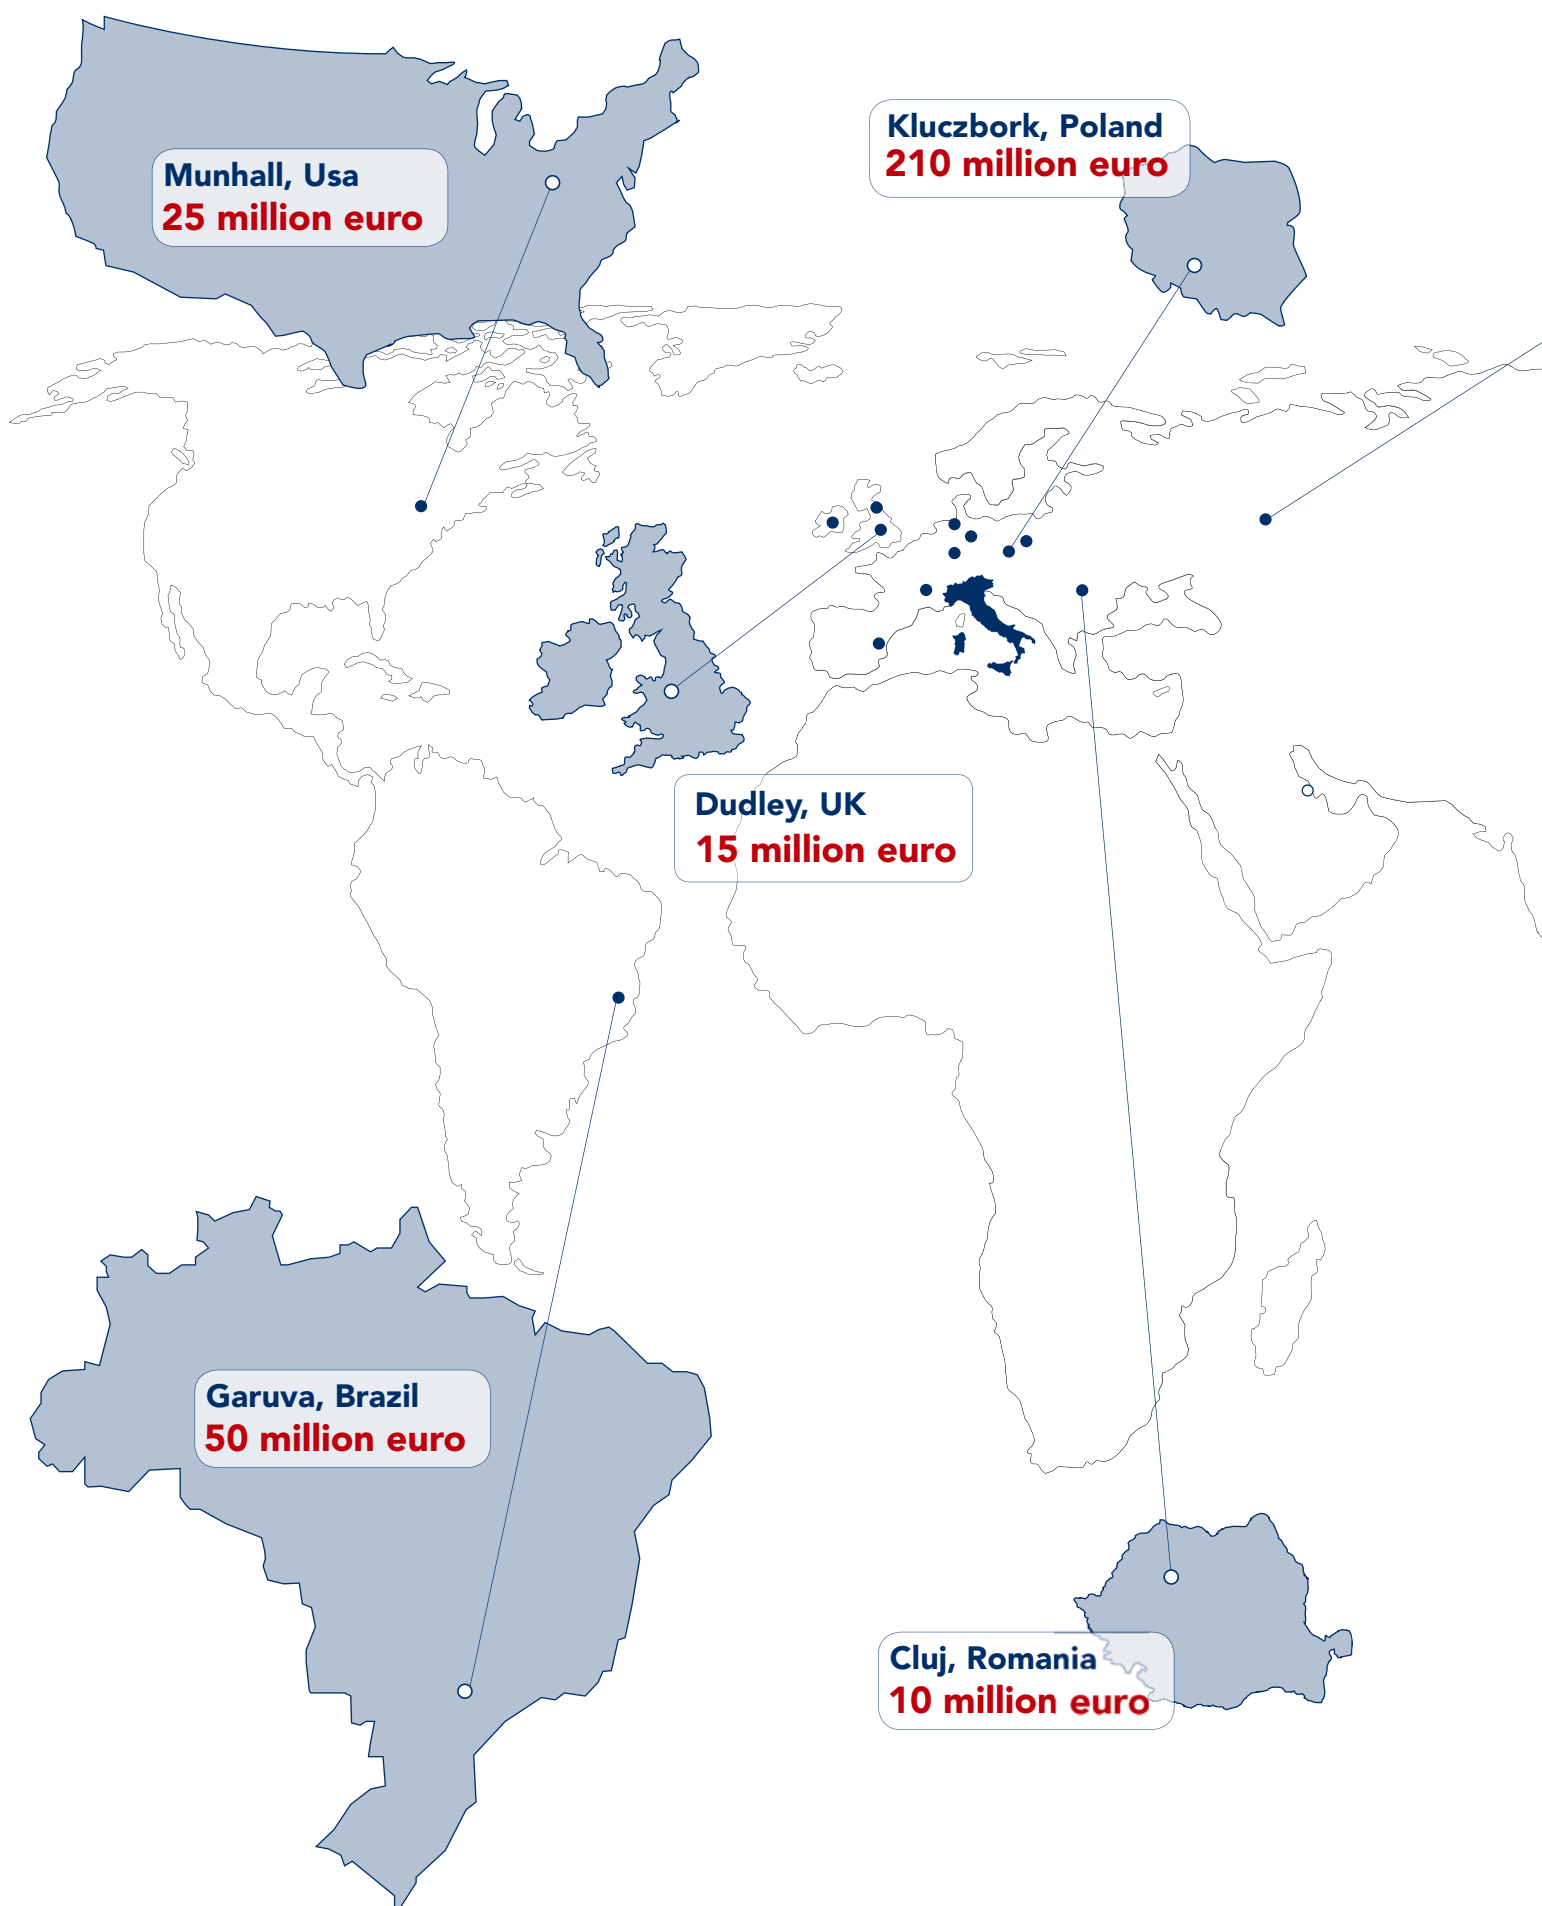 Kluczbork, Poland
210 million euro
Munhall, Usa
25 million euro
Dudley, UK
15 million euro
Garuva, Brazil
50 million euro
Cluj, Romania
10 million euro